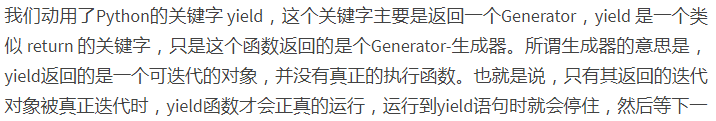 我们动用了Python的关键字 yield，这个关键字主要是返回一个Generator，yield 是一个类
似 return 的关键字，只是这个函数返回的是个Generator-生成器。所谓生成器的意思是，
yield返回的是一个可迭代的对象，并没有真正的执行函数。也就是说，只有其返回的迭代
对象被真正迭代时，yield函数才会正真的运行，运行到yield语句时就会停住，然后等下一